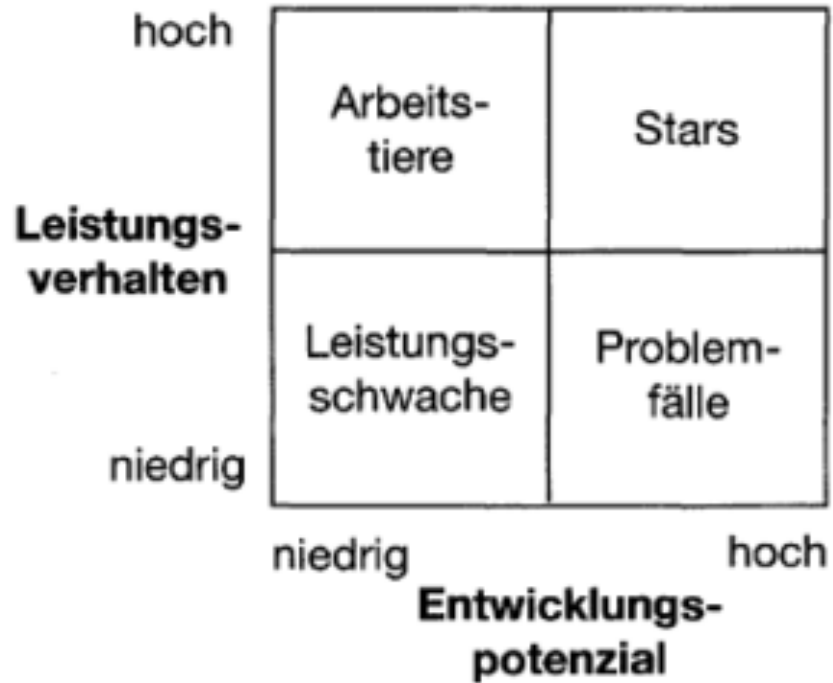 hoch
Arbeits-
tiere
Stars
Leistungs-
verhalten
Leistungs-
schwache
Problem-
fälle
niedrig
niedrig
hoch
Entwicklungs-
potenzial